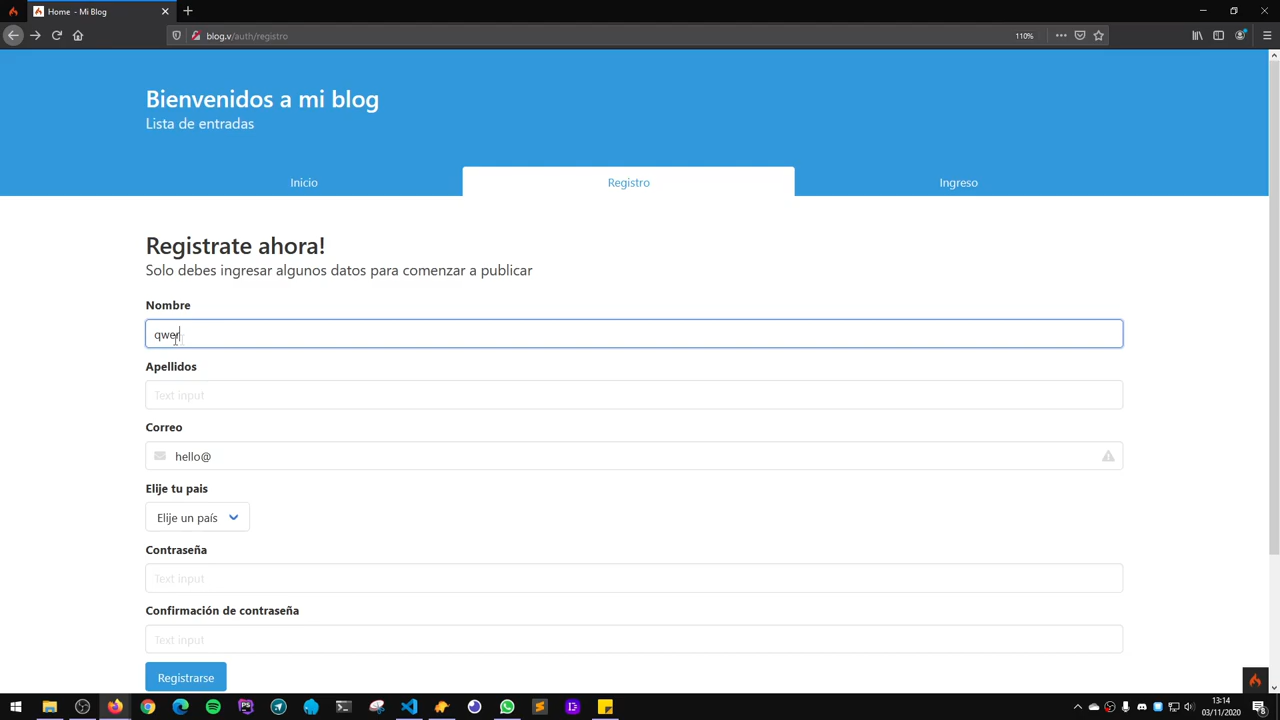 Home - Mi Blog
blog.v/auth/registro
110%
Bienvenidos a mi blog
Lista de entradas
Inicio
Registro
Ingreso
Registrate ahora!
Solo debes ingresar algunos datos para comenzar a publicar
Nombre
qwer
Apellidos
Text input
Correo
hello@
Elije tu pais
Elije un país
Contraseña
Text input
Confirmación de contraseña
Text input
Registrarse
13:14
03/11/2020